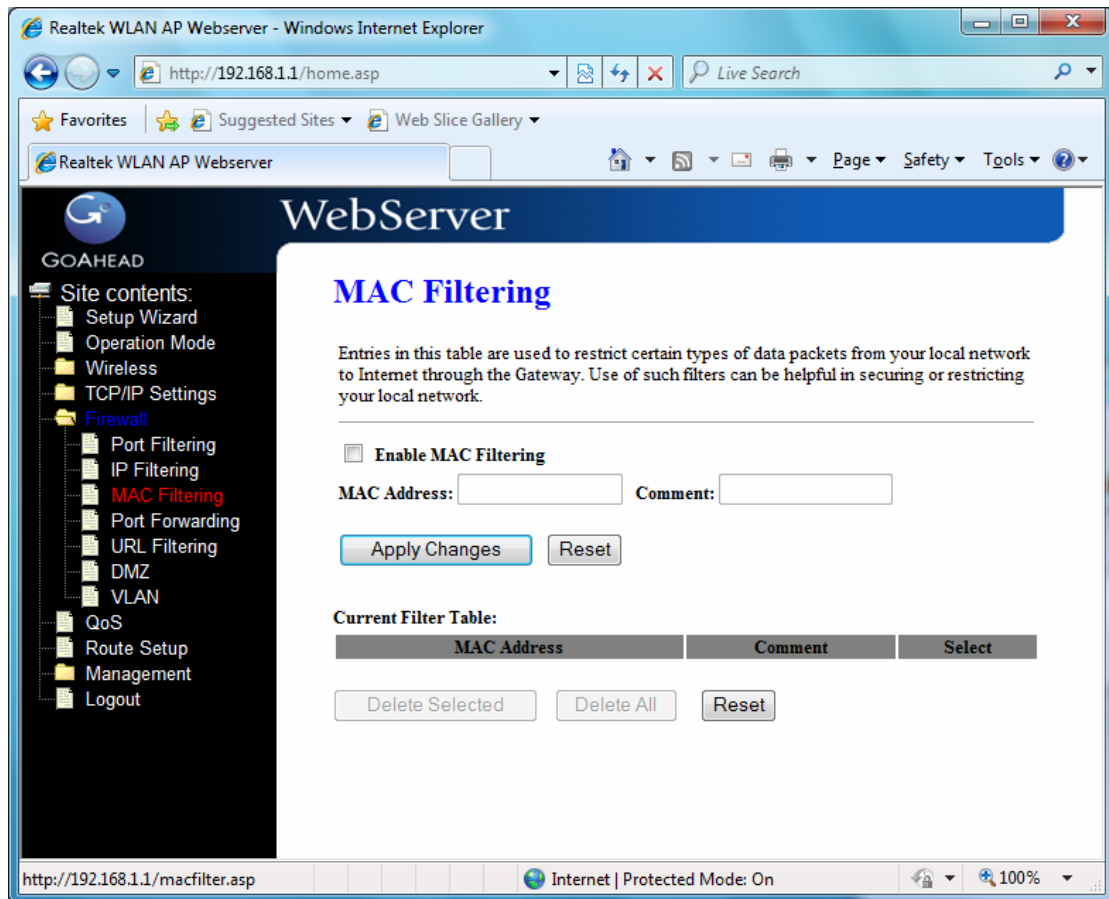 Realtek WLAN AP Webserver - Windows Internet Explorer
http://192.168.1.1/home.asp
Live Search
Favorites
Suggested Sites
Web Slice Gallery
Realtek WLAN AP Webserver
Page
Safety
Tools
GOAHEAD
WebServer
Site contents:
Setup Wizard
Operation Mode
Wireless
TCP/IP Settings
Firewall
Port Filtering
IP Filtering
MAC Filtering
Port Forwarding
URL Filtering
DMZ
VLAN
QoS
Route Setup
Management
Logout
MAC Filtering
Entries in this table are used to restrict certain types of data packets from your local network
to Internet through the Gateway. Use of such filters can be helpful in securing or restricting
your local network.
Enable MAC Filtering
MAC Address: Comment:
Apply Changes Reset
Current Filter Table:
MAC Address Comment Select
Delete Selected Delete All Reset
http://192.168.1.1/macfilter.asp
Internet | Protected Mode: On
100%